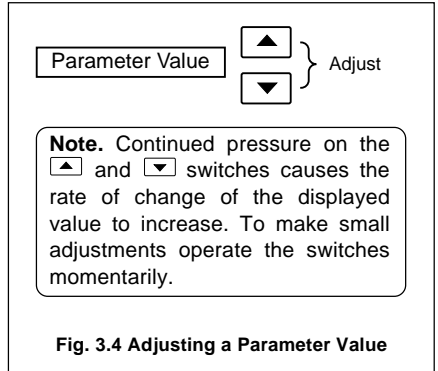 Parameter Value
Adjust
Note. Continued pressure on the
▲ and ▼ switches causes the
rate of change of the displayed
value to increase. To make small
adjustments operate the switches
momentarily.
Fig. 3.4 Adjusting a Parameter Value